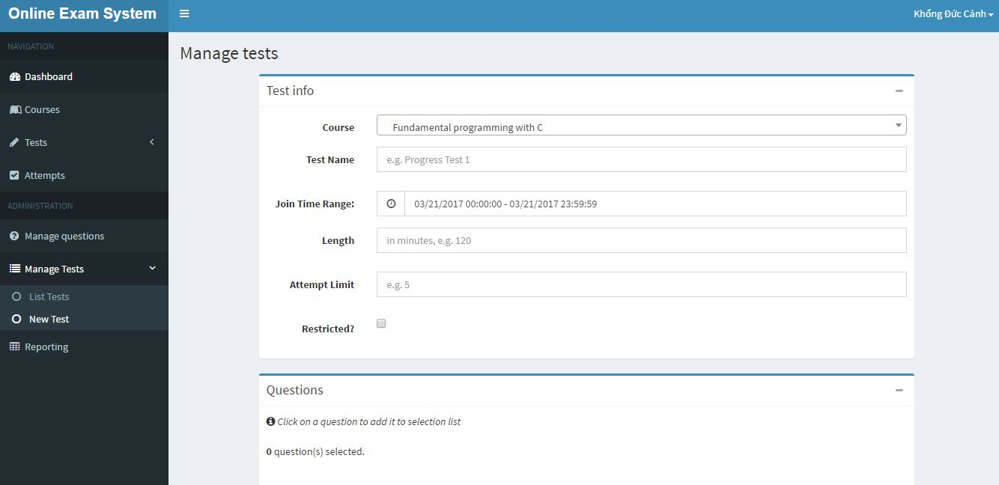 Online Exam System
Khổng Đức Cảnh
NAVIGATION
Dashboard
Courses
Tests
Attempts
ADMINISTRATION
Manage questions
Manage Tests
List Tests
New Test
Reporting
Manage tests
Test info
Course Fundamental programming with C
Test Name e.g. Progress Test 1
Join Time Range: 03/21/2017 00:00:00 - 03/21/2017 23:59:59
Length in minutes, e.g. 120
Attempt Limit e.g. 5
Restricted?
Questions
Click on a question to add it to selection list
0 question(s) selected.